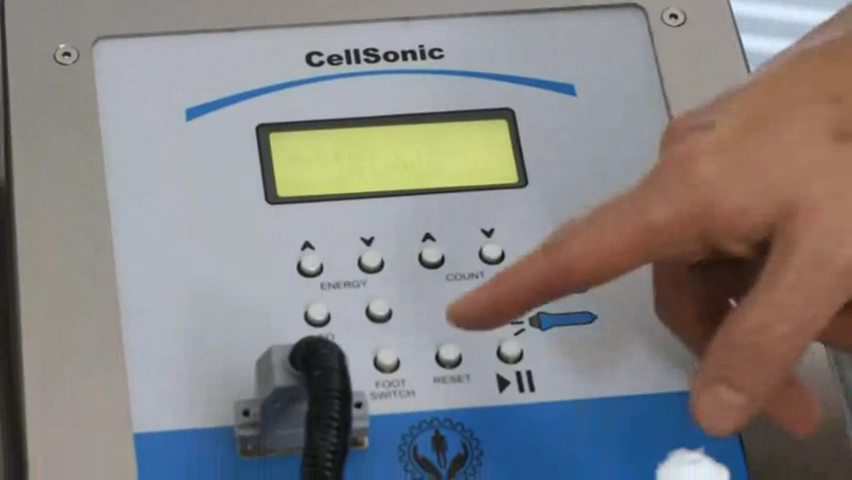 CellSonic
ENERGY
COUNT
FOOT
SWITCH
RESET